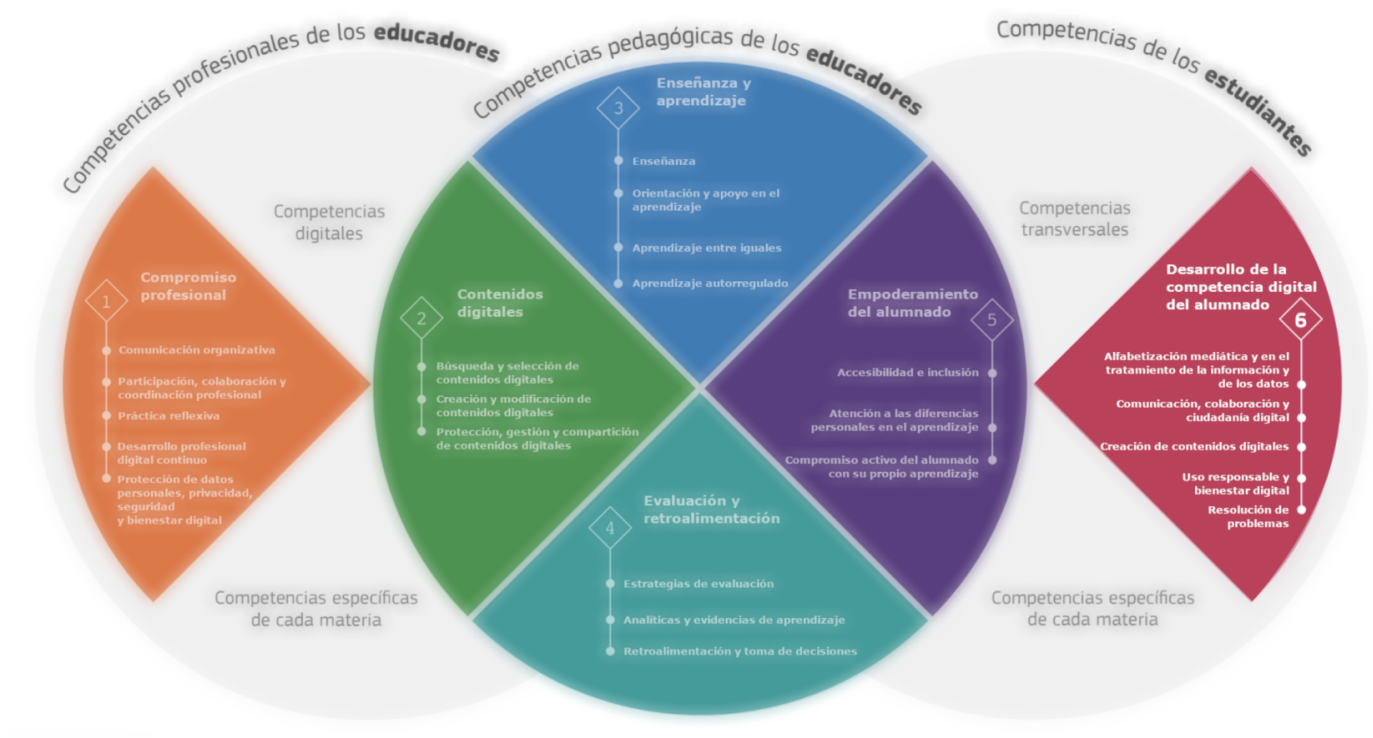 Competencias profesionales de los educadores
Competencias pedagógicas de los educadores
Competencias de los estudiantes
Competencias
digitales
Competencias específicas
de cada materia
1
Compromiso
profesional
Comunicación organizativa
Participación, colaboración y
coordinación profesional
Práctica reflexiva
Desarrollo profesional
digital continuo
Protección de datos
personales, privacidad,
seguridad
y bienestar digital
2
Contenidos
digitales
Búsqueda y selección de
contenidos digitales
Creación y modificación de
contenidos digitales
Protección, gestión y compartición
de contenidos digitales
3
Enseñanza y
aprendizaje
Enseñanza
Orientación y apoyo en el
aprendizaje
Aprendizaje entre iguales
Aprendizaje autorregulado
4
Evaluación y
retroalimentación
Estrategias de evaluación
Analíticas y evidencias de aprendizaje
Retroalimentación y toma de decisiones
Empoderamiento
del alumnado
5
Accesibilidad e inclusión
Atención a las diferencias
personales en el aprendizaje
Compromiso activo del alumnado
con su propio aprendizaje
Competencias
transversales
Competencias específicas
de cada materia
Desarrollo de la
competencia digital
del alumnado
6
Alfabetización mediática y en el
tratamiento de la información y
de los datos
Comunicación, colaboración y
ciudadanía digital
Creación de contenidos digitales
Uso responsable y
bienestar digital
Resolución de
problemas